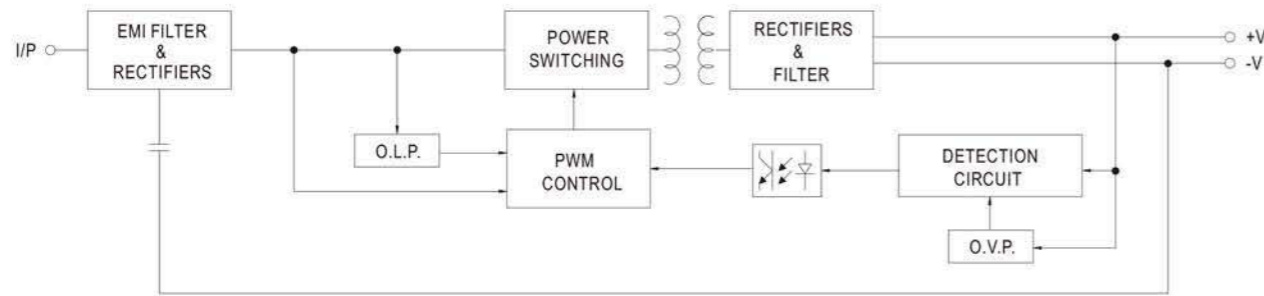 I/P
EMI FILTER
&
RECTIFIERS
POWER
SWITCHING
RECTIFIERS
&
FILTER
+V
-V
O.L.P.
PWM
CONTROL
DETECTION
CIRCUIT
O.V.P.